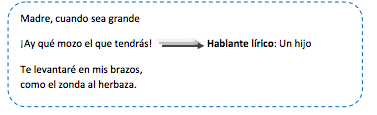 Madre, cuando sea grande
¡Ay qué mozo el que tendrás! Hablante lírico: Un hijo
Te levantaré en mis brazos,
como el zonda al herbaza.